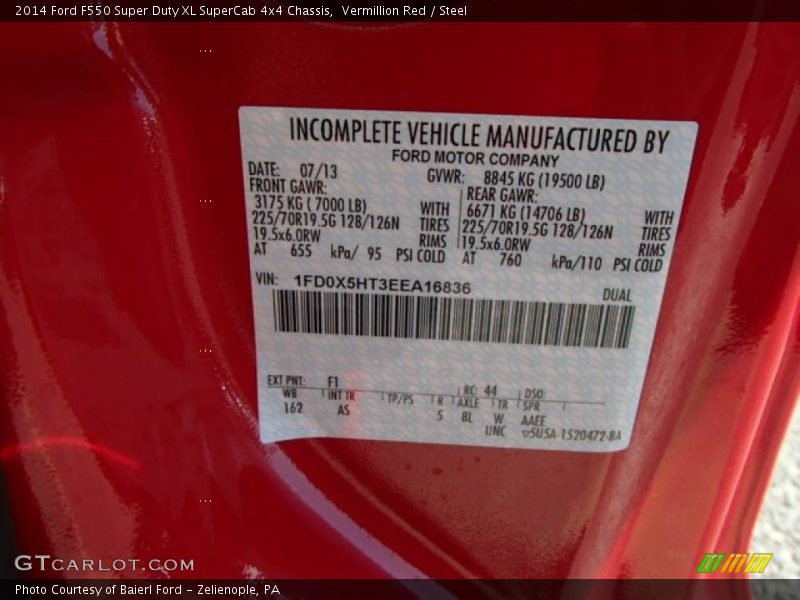 2014 Ford F550 Super Duty XL SuperCab 4x4 Chassis, Vermillion Red / Steel
INCOMPLETE VEHICLE MANUFACTURED BY
FORD MOTOR COMPANY
DATE: 07/13 GVWR: 8845 KG (19500 LB)
FRONT GAWR: REAR GAWR:
3175 KG ( 7000 LB) WITH 6671 KG (14706 LB) WITH
225/70R19.5G 128/126N TIRES 225/70R19.5G 128/126N TIRES
19.5x6.0RW RIMS 19.5x6.0RW RIMS
AT 655 kPa/ 95 PSI COLD AT 760 kPa/110 PSI COLD
VIN: 1FD0X5HT3EEA16836
DUAL
EXT PNT: F1 RC: 44 DSO:
WB INT TR TP/PS R AXLE TR SPR
162 AS 5 BL W AAEE
UNC 5USA-1520472-BA
GTCARLOT.COM
Photo Courtesy of Baierl Ford - Zelienople, PA